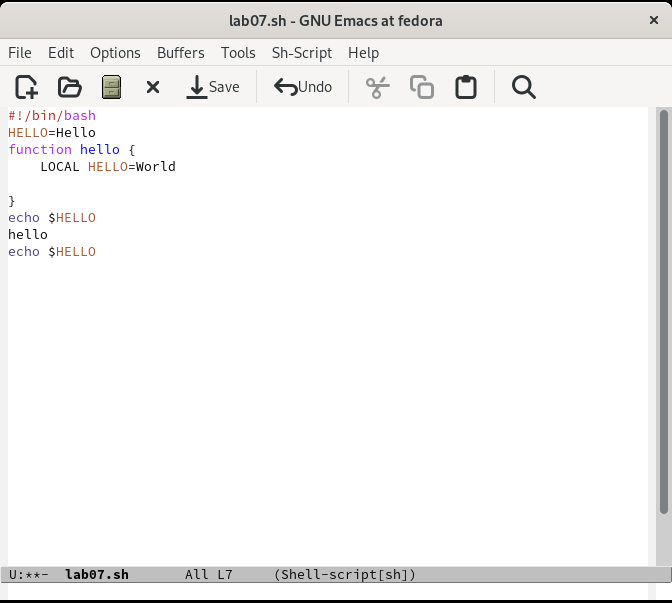 lab07.sh - GNU Emacs at fedora
File Edit Options Buffers Tools Sh-Script Help
Save Undo
#!/bin/bash
HELLO=Hello
function hello {
    LOCAL HELLO=World
}
echo $HELLO
hello
echo $HELLO
U:**- lab07.sh All L7 (Shell-script[sh])